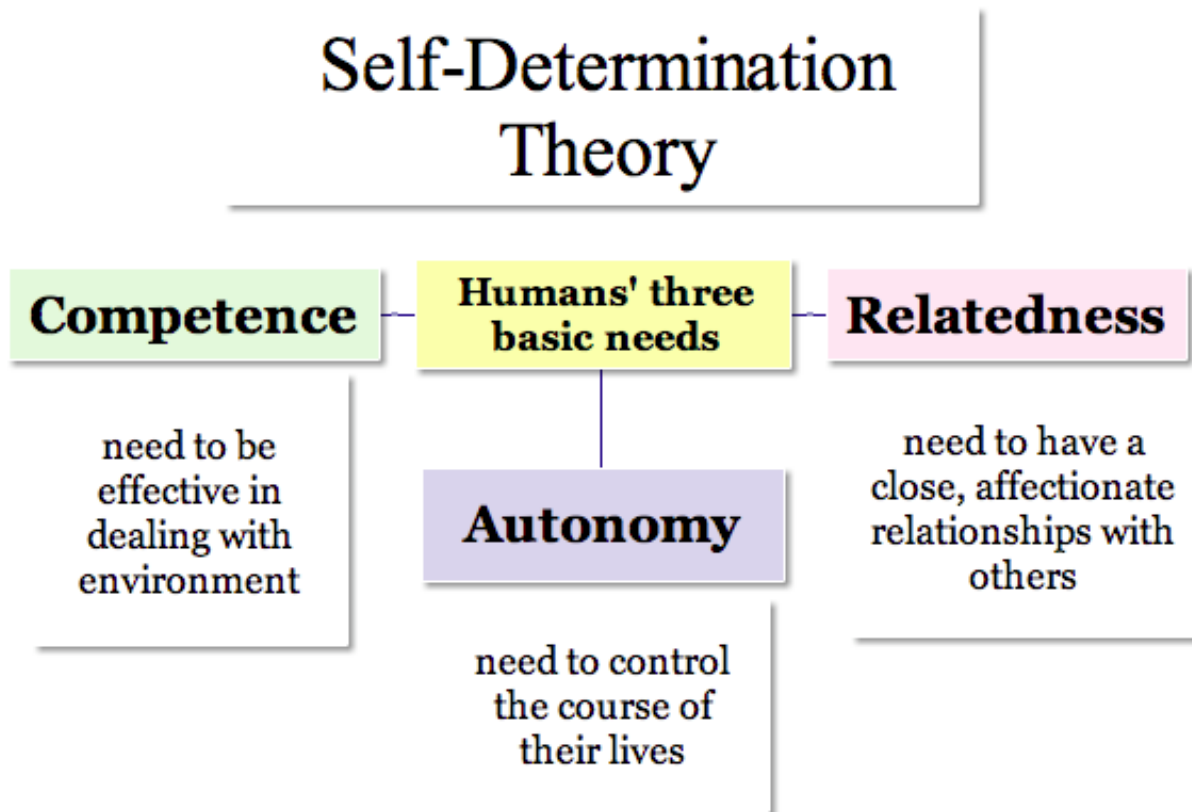 Self-Determination
Theory
Competence
need to be
effective in
dealing with
environment
Humans' three
basic needs
Autonomy
need to control
the course of
their lives
Relatedness
need to have a
close, affectionate
relationships with
others